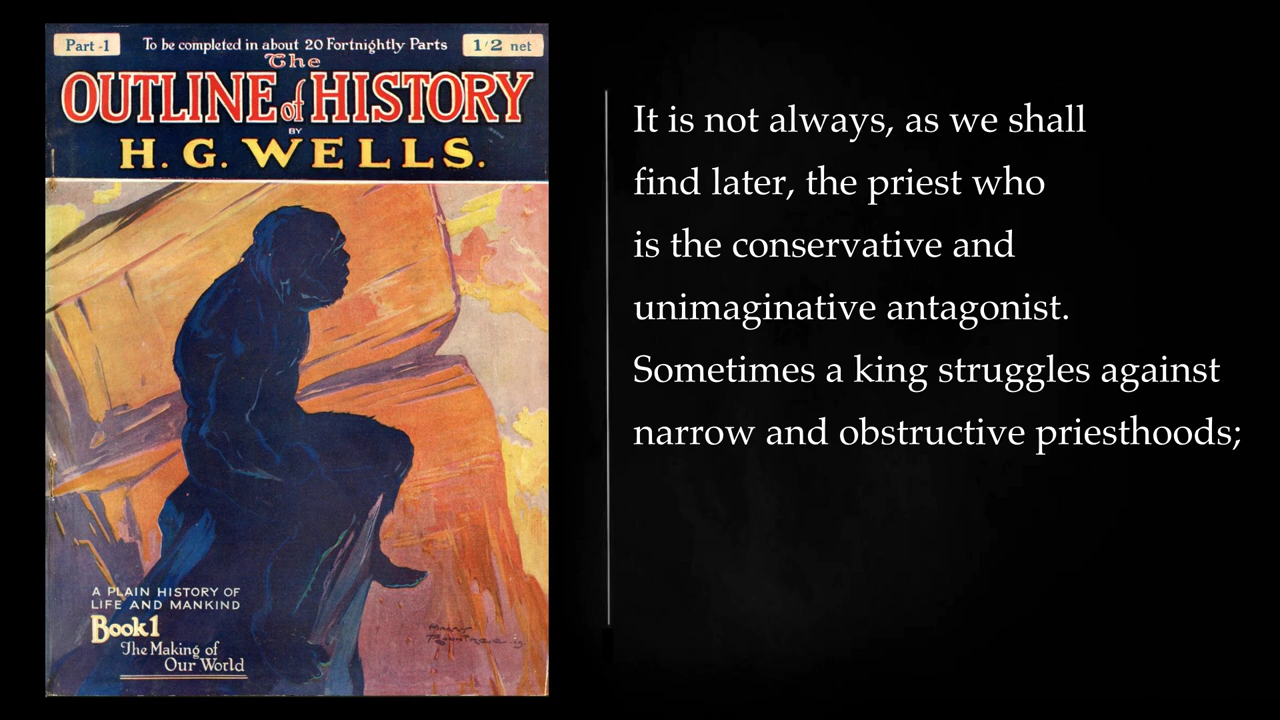 Part -1
To be completed in about 20 Fortnightly Parts
1/2 net
The
OUTLINE of HISTORY
BY
H. G. WELLS.
A PLAIN HISTORY OF
LIFE AND MANKIND
Book 1
The Making of
Our World
It is not always, as we shall
find later, the priest who
is the conservative and
unimaginative antagonist.
Sometimes a king struggles against
narrow and obstructive priesthoods;